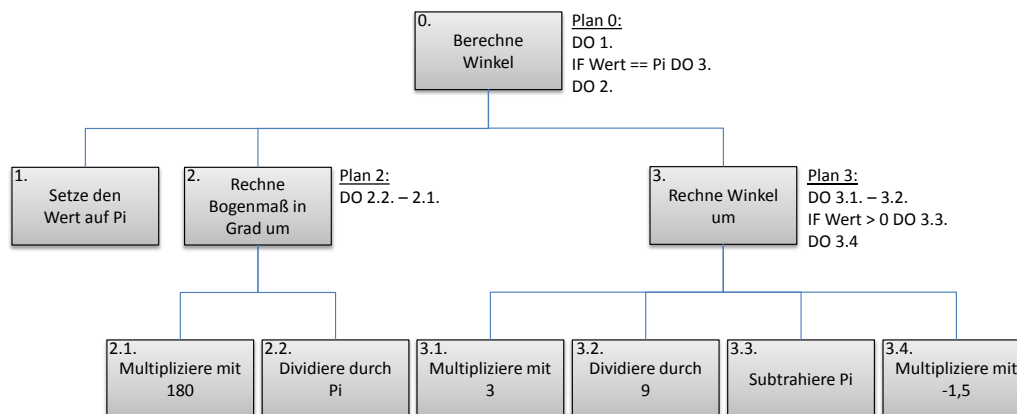 0.
Berechne
Winkel
Plan 0:
DO 1.
IF Wert == Pi DO 3.
DO 2.
1.
Setze den
Wert auf Pi
2.
Rechne
Bogenmaß in
Grad um
Plan 2:
DO 2.2. – 2.1.
3.
Rechne Winkel
um
Plan 3:
DO 3.1. – 3.2.
IF Wert > 0 DO 3.3.
DO 3.4
2.1.
Multipliziere mit
180
2.2.
Dividiere durch
Pi
3.1.
Multipliziere mit
3
3.2.
Dividiere durch
9
3.3.
Subtrahiere Pi
3.4.
Multipliziere mit
-1,5